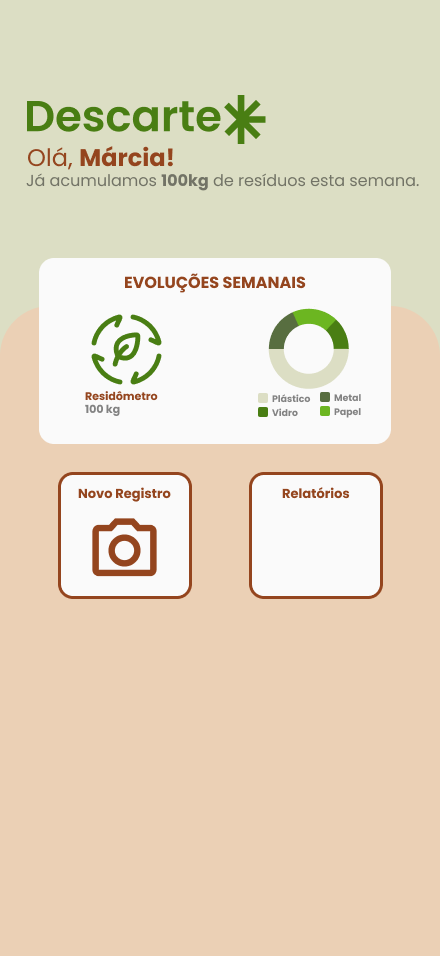 Descarte
Olá, Márcia!
Já acumulamos 100kg de resíduos esta semana.
EVOLUÇÕES SEMANAIS
Residômetro
100 kg
Plástico
Metal
Vidro
Papel
Novo Registro
Relatórios